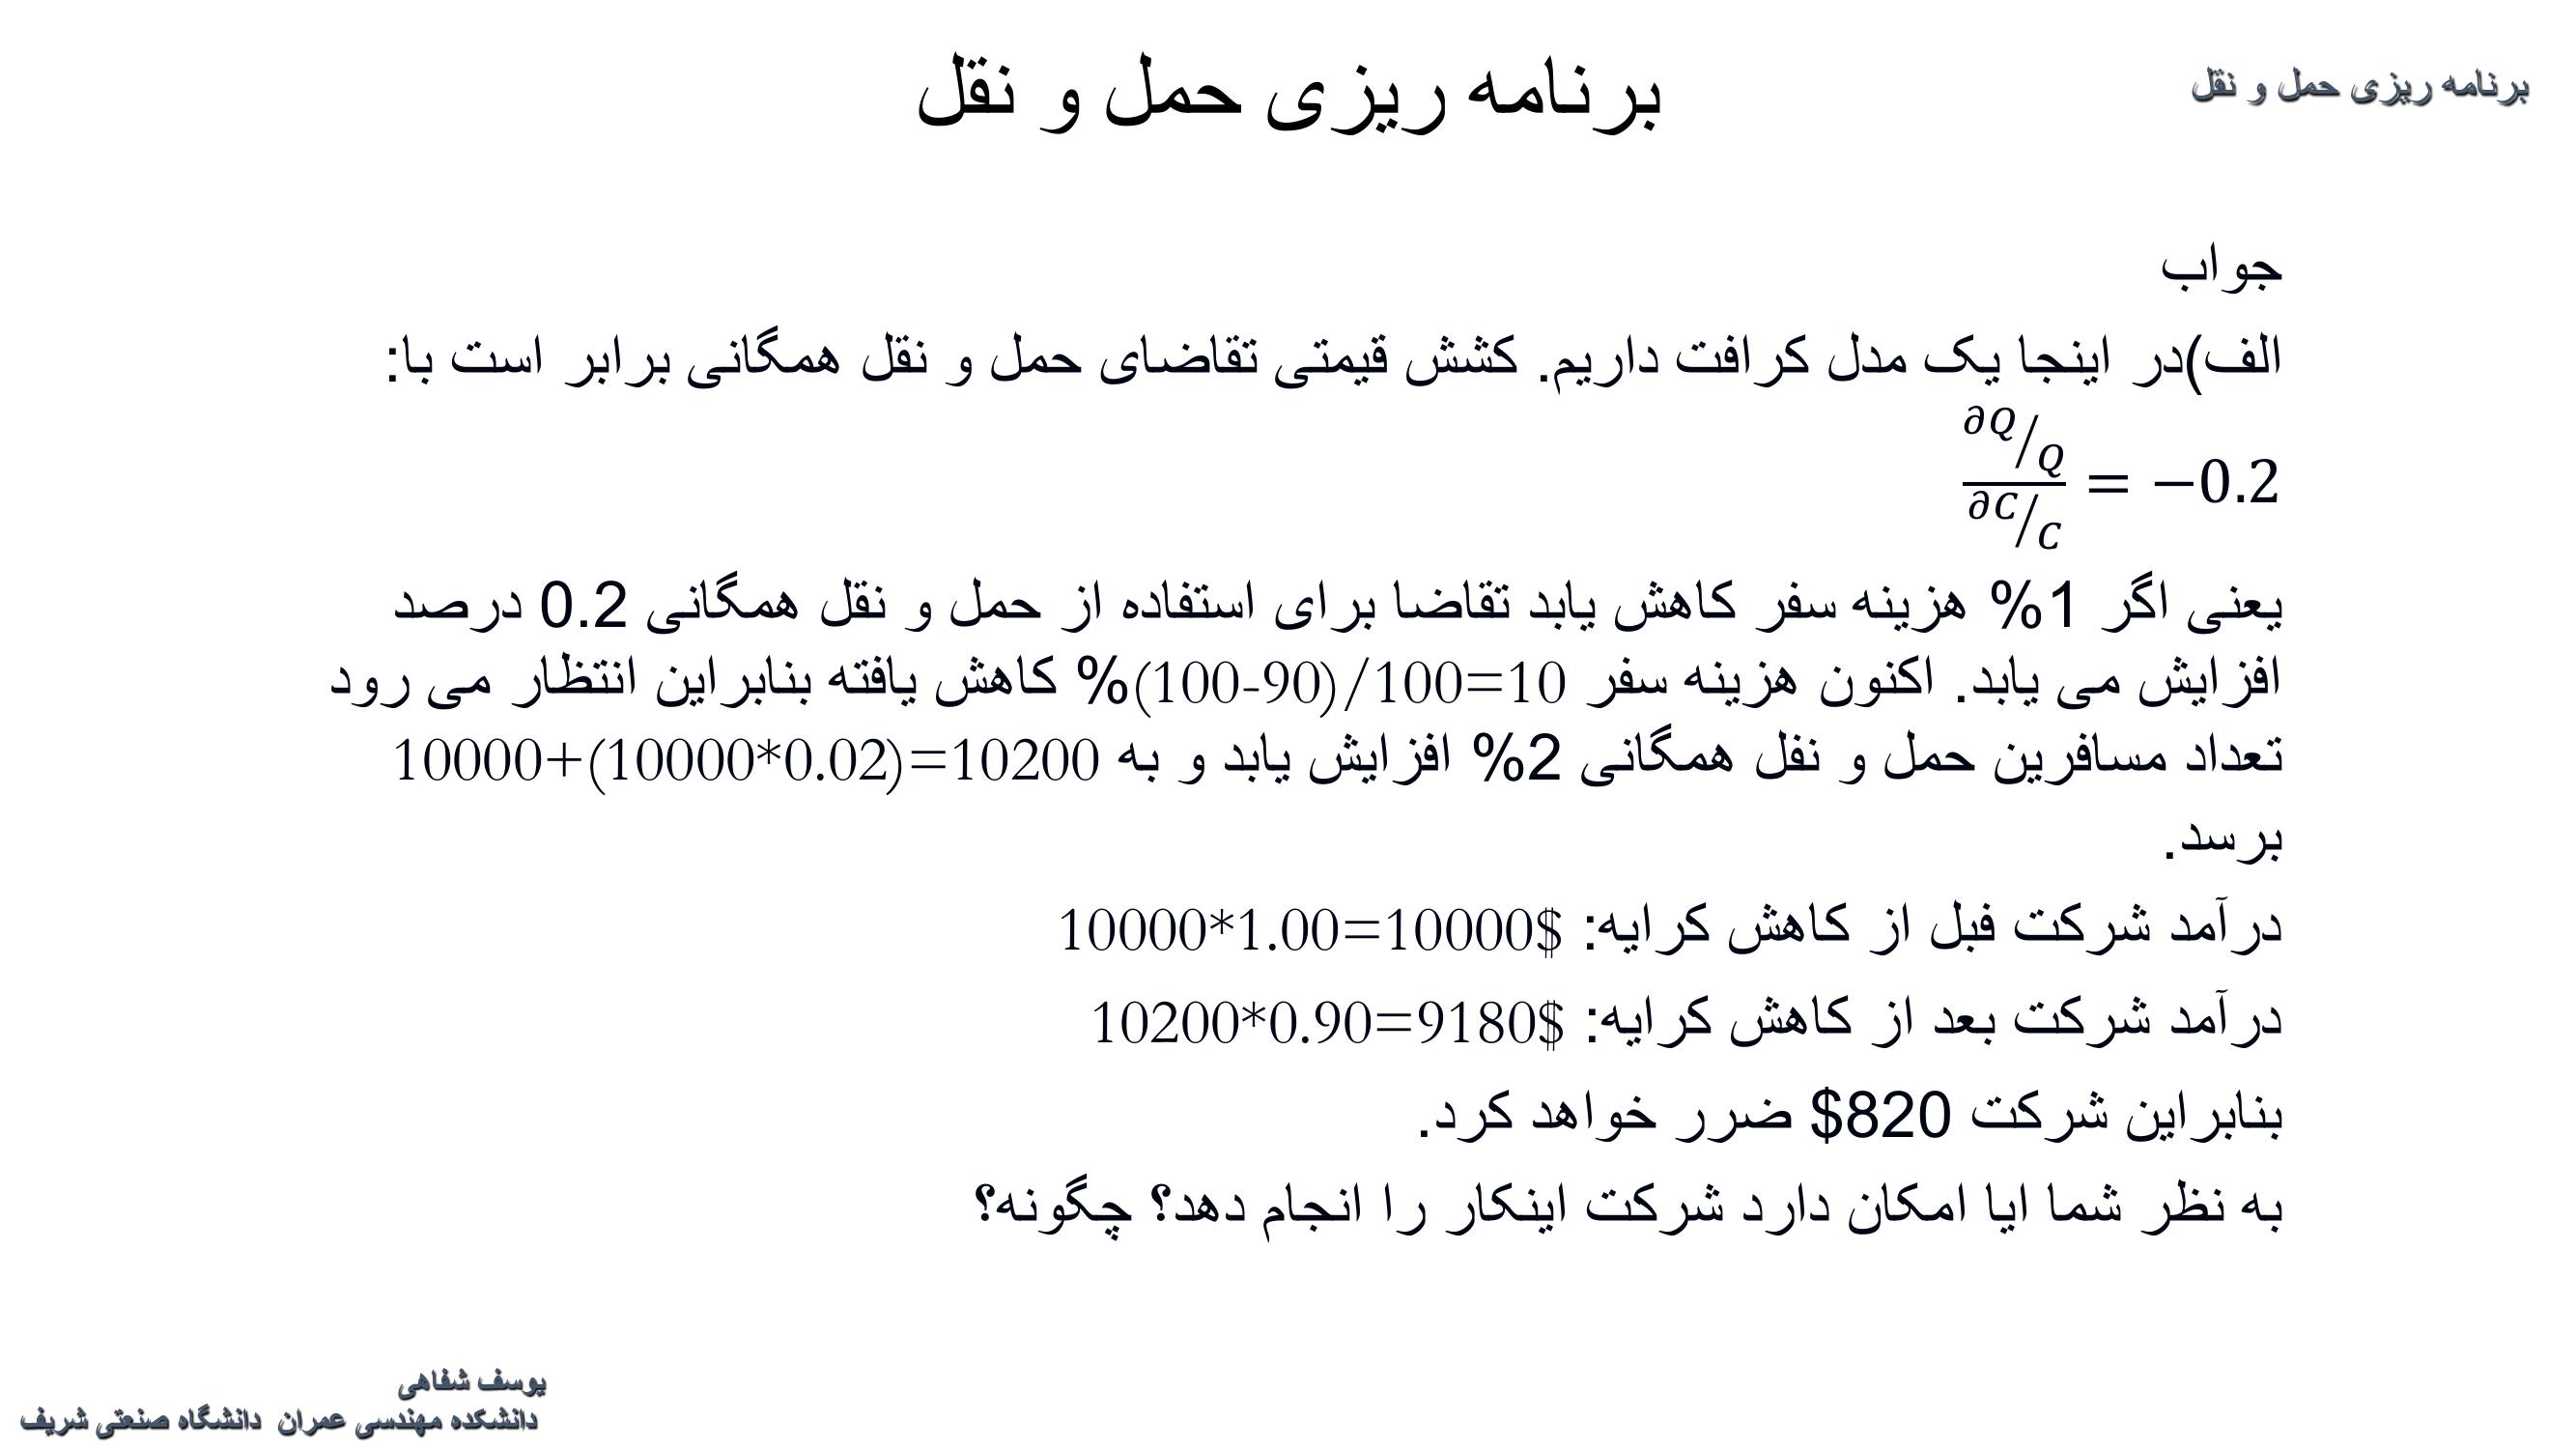 برنامه ریزی حمل و نقل
برنامه ریزی حمل و نقل
جواب
الف)در اینجا یک مدل کرافت داریم. کشش قیمتی تقاضای حمل و نقل همگانی برابر است با:
(∂Q/Q)/(∂C/C) = −0.2
یعنی اگر 1% هزینه سفر کاهش یابد تقاضا برای استفاده از حمل و نقل همگانی 0.2 درصد
افزایش می یابد. اکنون هزینه سفر (100-90)/100=10% کاهش یافته بنابراین انتظار می رود
تعداد مسافرین حمل و نفل همگانی 2% افزایش یابد و به 10000+(10000*0.02)=10200
برسد.
درآمد شرکت فبل از کاهش کرایه: 10000*1.00=10000$
درآمد شرکت بعد از کاهش کرایه: 10200*0.90=9180$
بنابراین شرکت 820$ ضرر خواهد کرد.
به نظر شما ایا امکان دارد شرکت اینکار را انجام دهد؟ چگونه؟
یوسف شفاهی
دانشکده مهندسی عمران دانشگاه صنعتی شریف